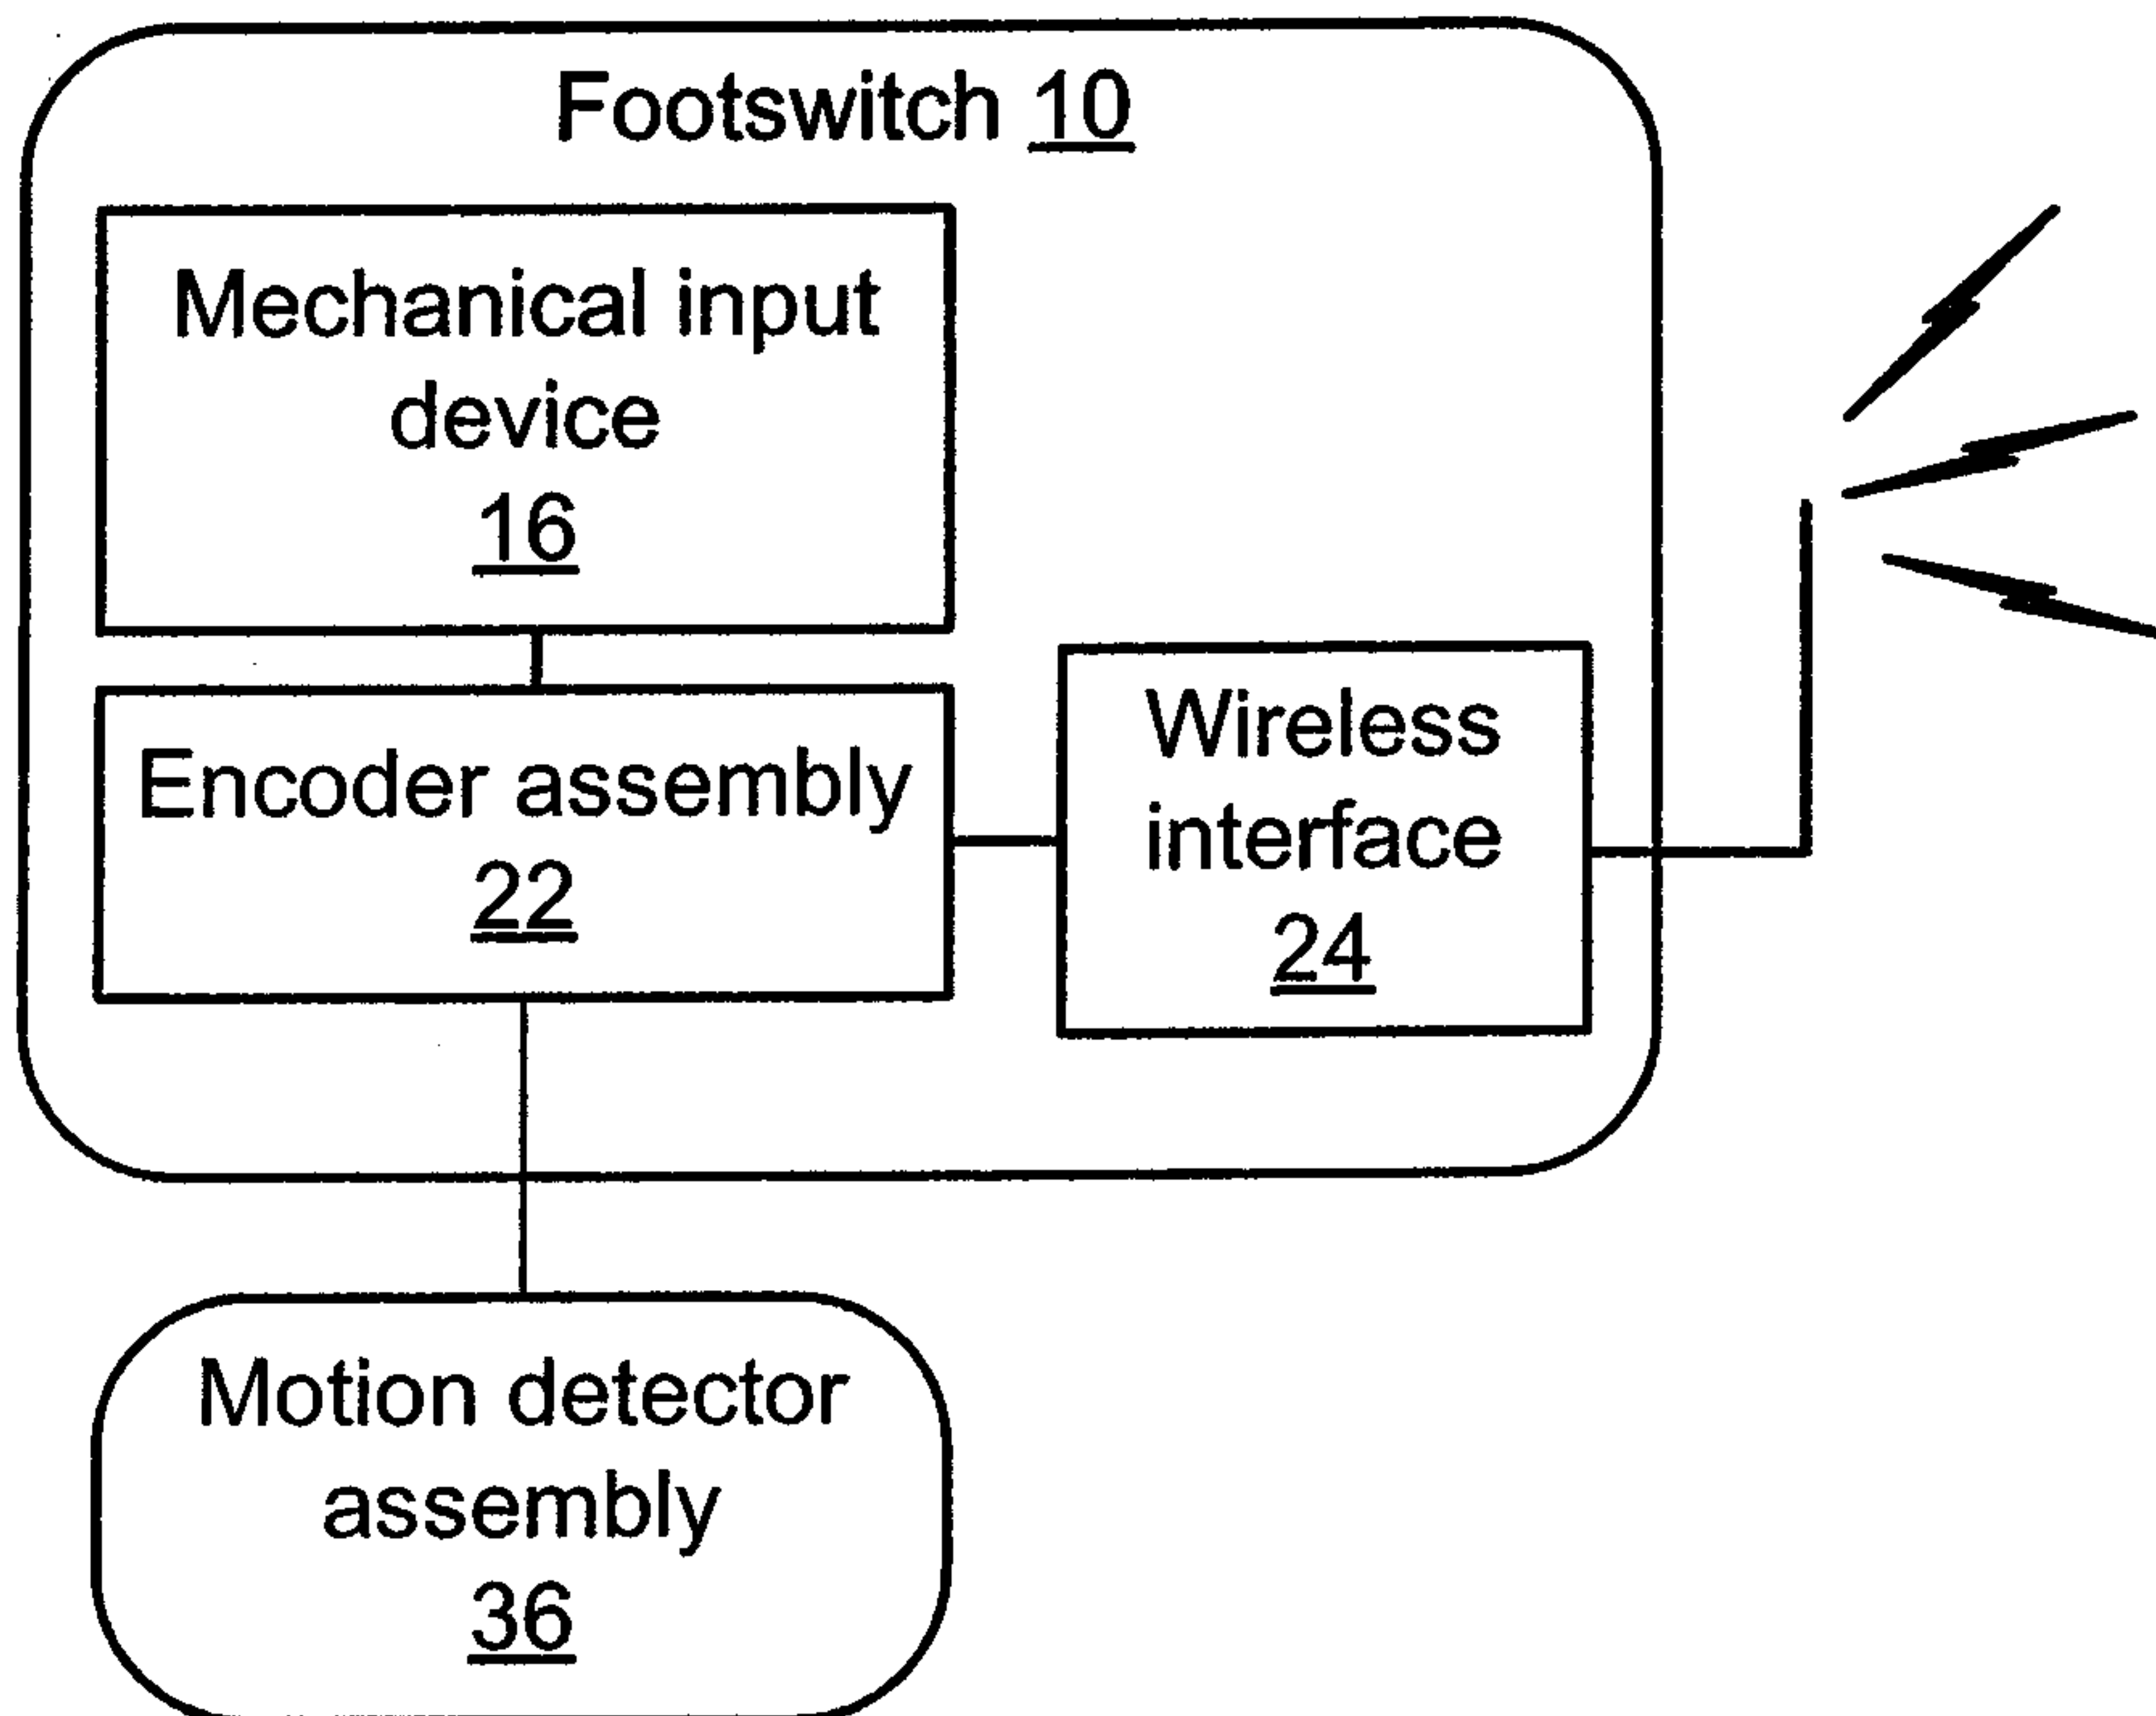 Footswitch 10
Mechanical input
device
16
Encoder assembly
22
Wireless
interface
24
Motion detector
assembly
36